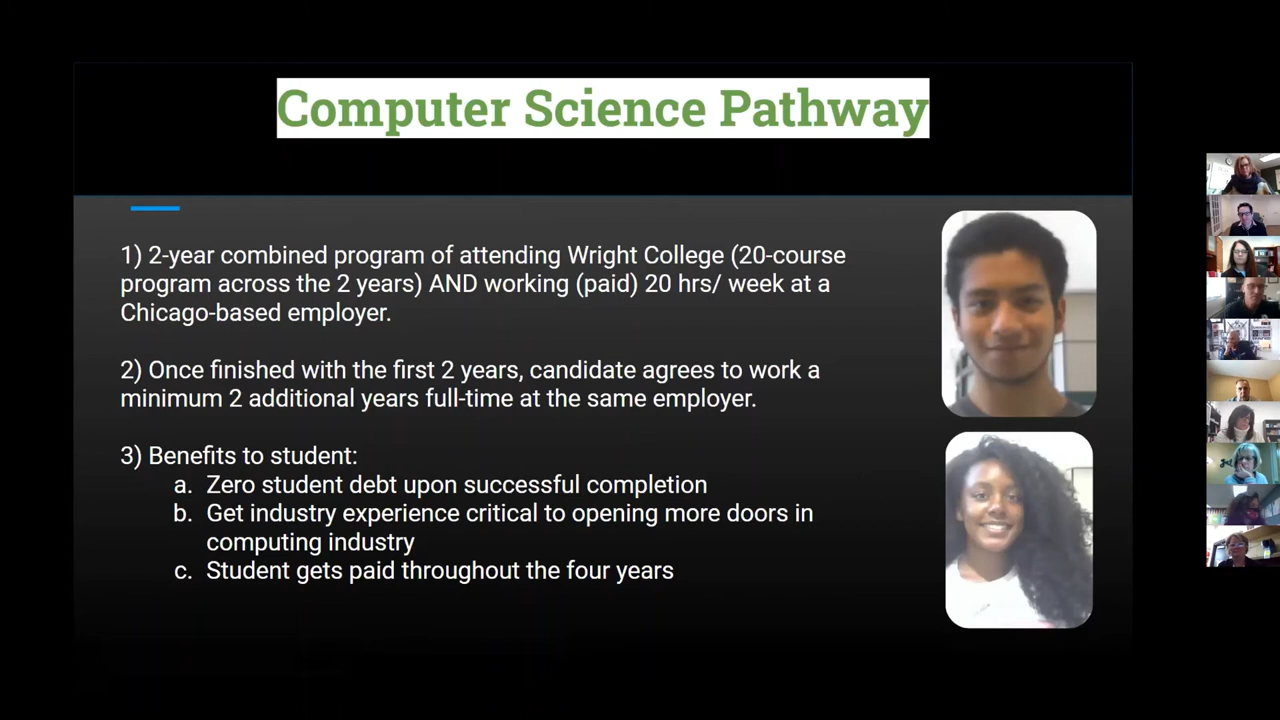 Computer Science Pathway
1) 2-year combined program of attending Wright College (20-course
program across the 2 years) AND working (paid) 20 hrs/ week at a
Chicago-based employer.
2) Once finished with the first 2 years, candidate agrees to work a
minimum 2 additional years full-time at the same employer.
3) Benefits to student:
a. Zero student debt upon successful completion
b. Get industry experience critical to opening more doors in
computing industry
c. Student gets paid throughout the four years